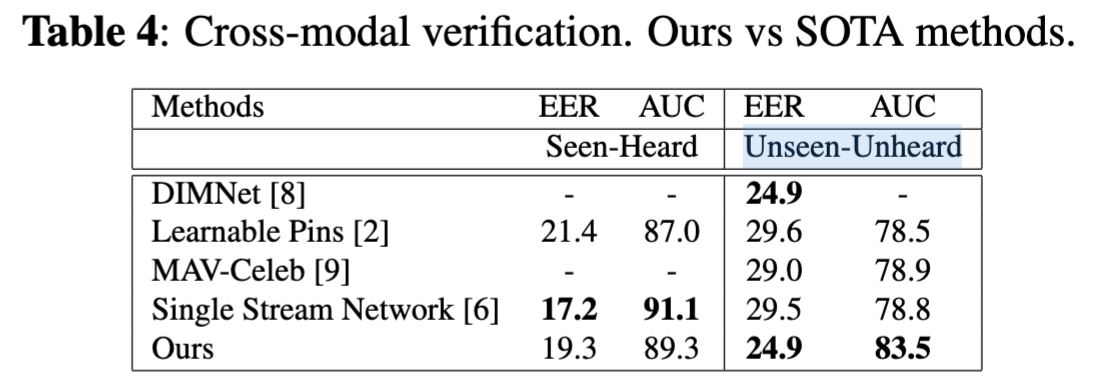 Table 4: Cross-modal verification. Ours vs SOTA methods.
Methods EER AUC EER AUC
Seen-Heard Unseen-Unheard
DIMNet [8] - - 24.9 -
Learnable Pins [2] 21.4 87.0 29.6 78.5
MAV-Celeb [9] - - 29.0 78.9
Single Stream Network [6] 17.2 91.1 29.5 78.8
Ours 19.3 89.3 24.9 83.5